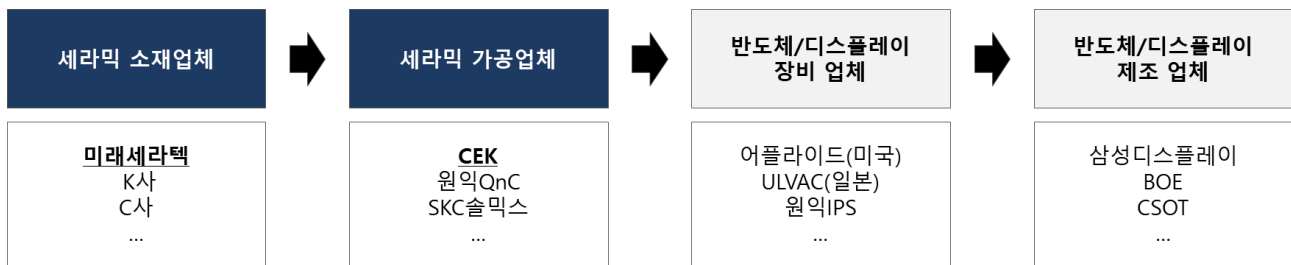 세라믹 소재업체
세라믹 가공업체
반도체/디스플레이
장비 업체
반도체/디스플레이
제조 업체
미래세라텍
K사
C사
...
CEK
원익QnC
SKC솔믹스
...
어플라이드(미국)
ULVAC(일본)
원익IPS
...
삼성디스플레이
BOE
CSOT
...